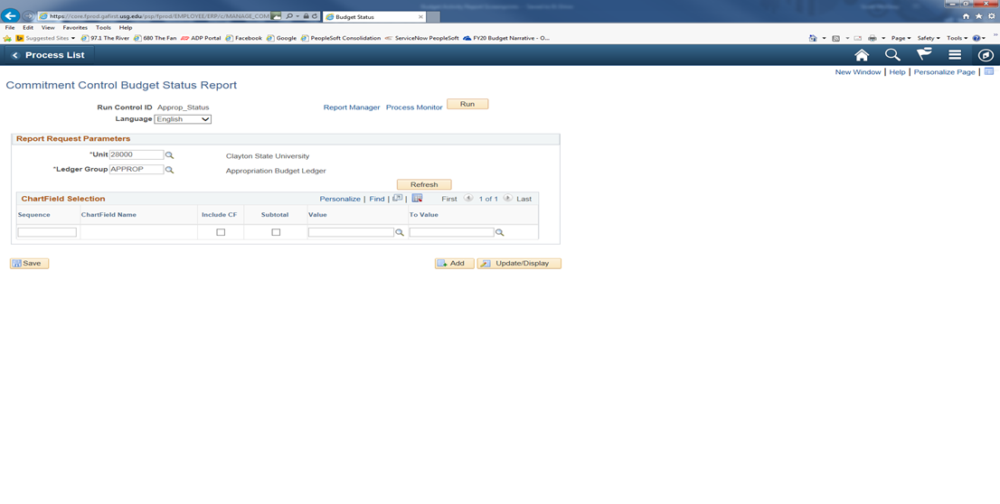 https://core.fprod.gafirst.usg.edu/psp/fprod/EMPLOYEE/ERP/c/MANAGE_COM
Budget Status
File Edit View Favorites Tools Help
Suggested Sites 97.1 The River 680 The Fan ADP Portal Facebook Google PeopleSoft Consolidation ServiceNow PeopleSoft FY20 Budget Narrative - O...
Page Safety Tools
Process List
New Window | Help | Personalize Page |
Commitment Control Budget Status Report
Run Control ID Approp_Status Report Manager Process Monitor Run
Language English
Report Request Parameters
*Unit 28000 Clayton State University
*Ledger Group APPROP Appropriation Budget Ledger
Refresh
ChartField Selection Personalize | Find | | First 1 of 1 Last
Sequence ChartField Name Include CF Subtotal Value To Value
Save Add Update/Display